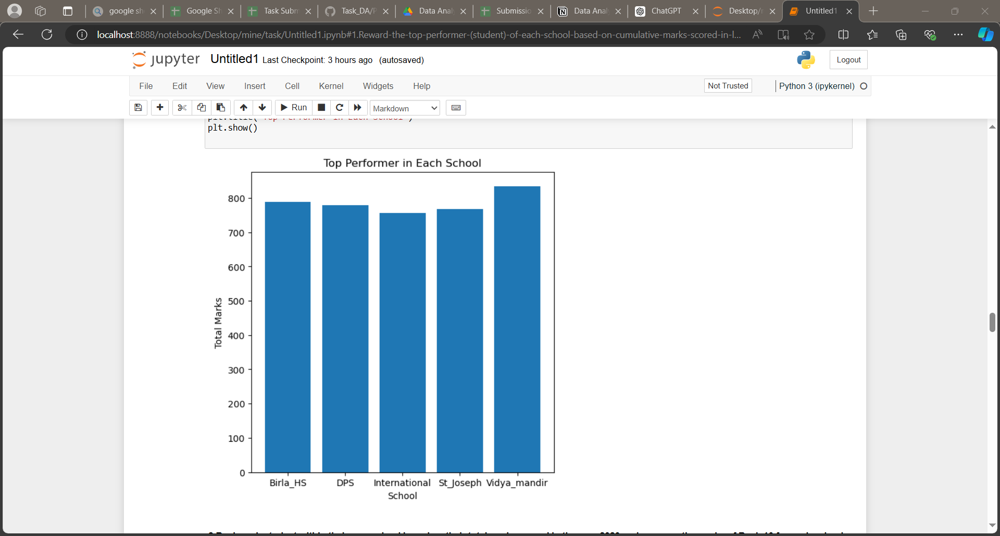 google sh
Google Sh
Task Subm
Task_DA/P
Data Anal
Submissio
Data Anal
ChatGPT
Desktop/r
Untitled1
localhost:8888/notebooks/Desktop/mine/task/Untitled1.ipynb#1.Reward-the-top-performer-(student)-of-each-school-based-on-cumulative-marks-scored-in-l...
jupyter Untitled1 Last Checkpoint: 3 hours ago (autosaved)
Logout
File Edit View Insert Cell Kernel Widgets Help
Not Trusted
Python 3 (ipykernel)
Run
Markdown
plt.show()
Top Performer in Each School
Total Marks
800
700
600
500
400
300
200
100
0
Birla_HS DPS International St_Joseph Vidya_mandir
School